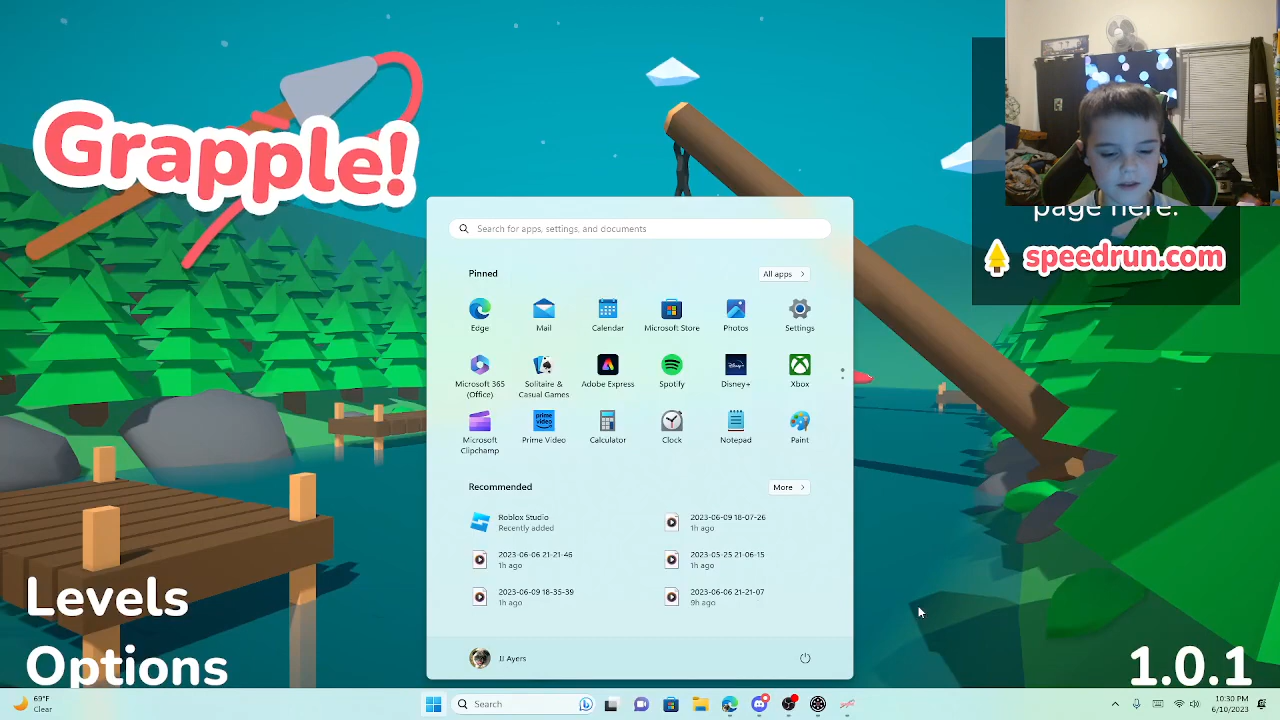 Grapple!
page here.
speedrun.com
Search for apps, settings, and documents
Pinned
All apps
Edge
Mail
Calendar
Microsoft Store
Photos
Settings
Microsoft 365
(Office)
Solitaire &
Casual Games
Adobe Express
Spotify
Disney+
Xbox
Microsoft
Clipchamp
prime
video
Prime Video
Calculator
Clock
Notepad
Paint
Recommended
More
Roblox Studio
Recently added
2023-06-09 18-07-26
1h ago
2023-06-06 21-21-46
1h ago
2023-05-25 21-06-15
1h ago
2023-06-09 18-35-39
1h ago
2023-06-06 21-21-07
9h ago
JJ Ayers
Levels
Options
1.0.1
69°F
Clear
Search
10:30 PM
6/10/2023